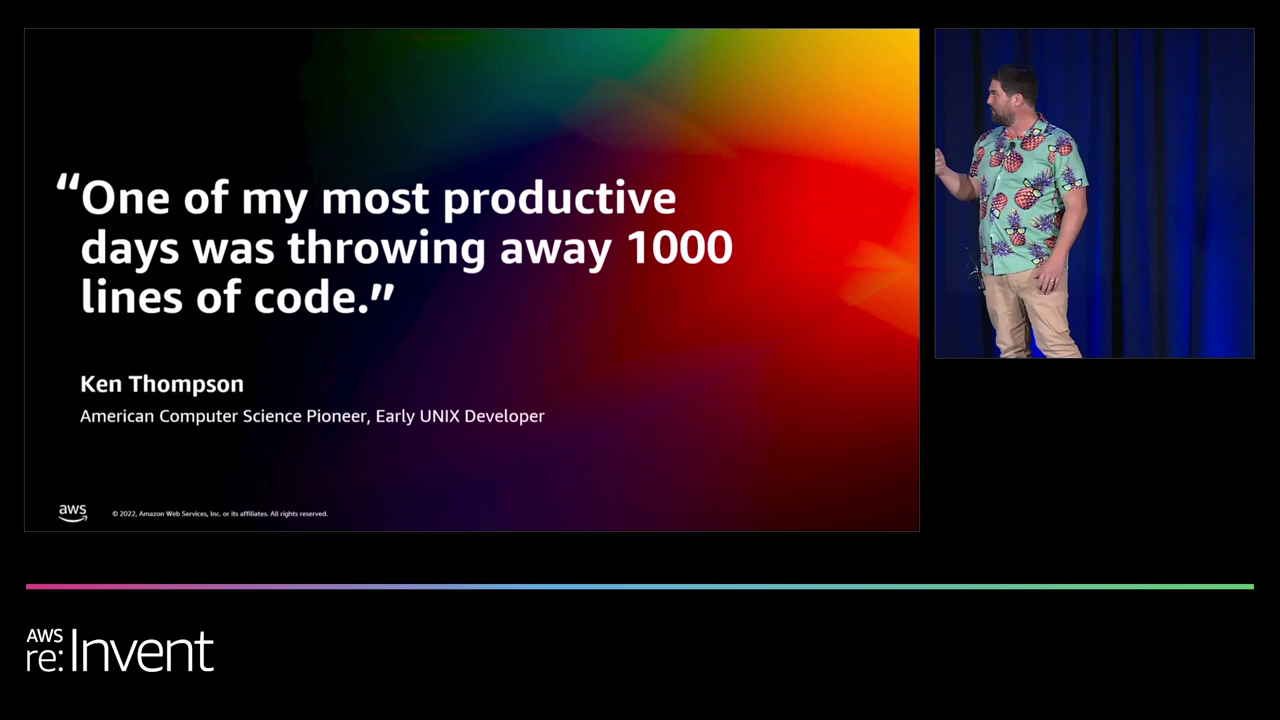 “One of my most productive
days was throwing away 1000
lines of code.”
Ken Thompson
American Computer Science Pioneer, Early UNIX Developer
aws
© 2022, Amazon Web Services, Inc. or its affiliates. All rights reserved.
AWS
re:Invent